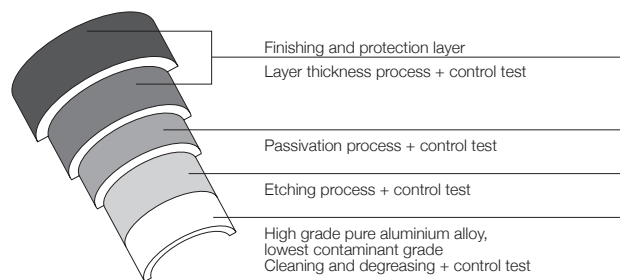 Finishing and protection layer
Layer thickness process + control test
Passivation process + control test
Etching process + control test
High grade pure aluminium alloy,
lowest contaminant grade
Cleaning and degreasing + control test